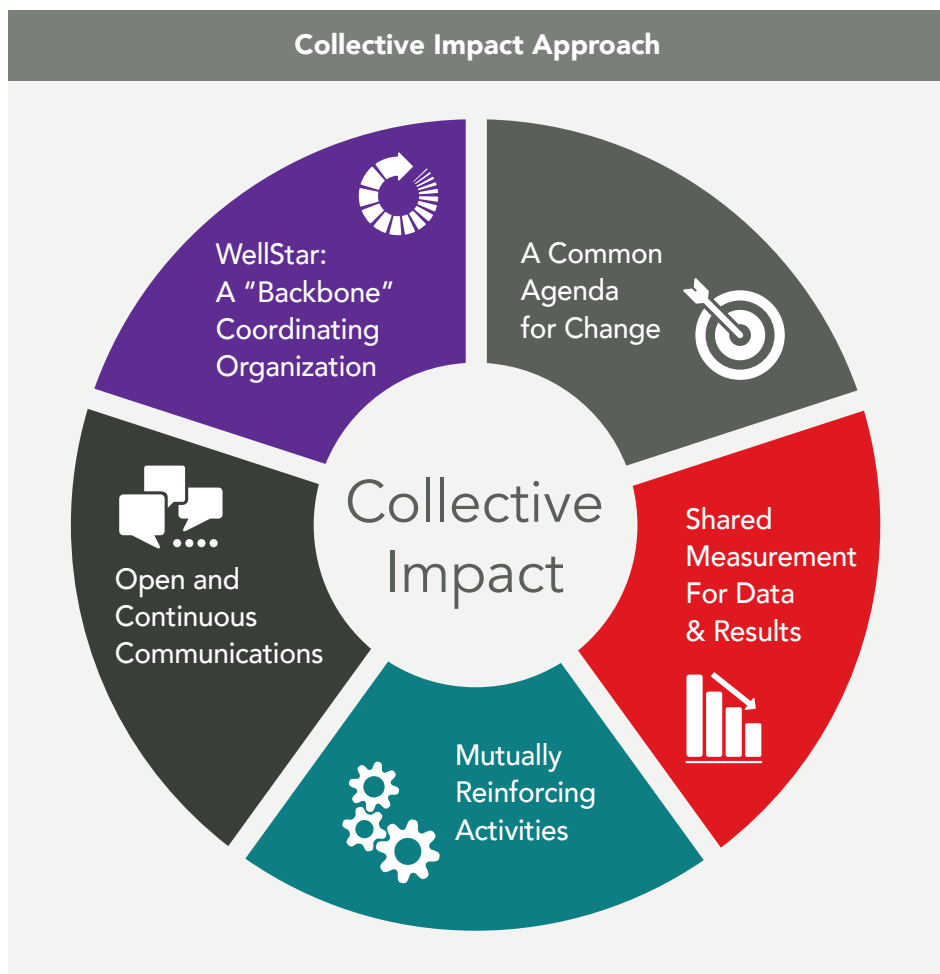 Collective Impact Approach
WellStar:
A “Backbone”
Coordinating
Organization
A Common
Agenda
for Change
Shared
Measurement
For Data
& Results
Mutually
Reinforcing
Activities
Open and
Continuous
Communications
Collective
Impact